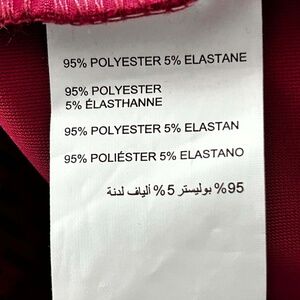 95% POLYESTER 5% ELASTANE
95% POLYESTER
5% ÉLASTHANNE
95% POLYESTER 5% ELASTAN
95% POLIÉSTER 5% ELASTANO
95% بوليستر 5% ألياف لدنة